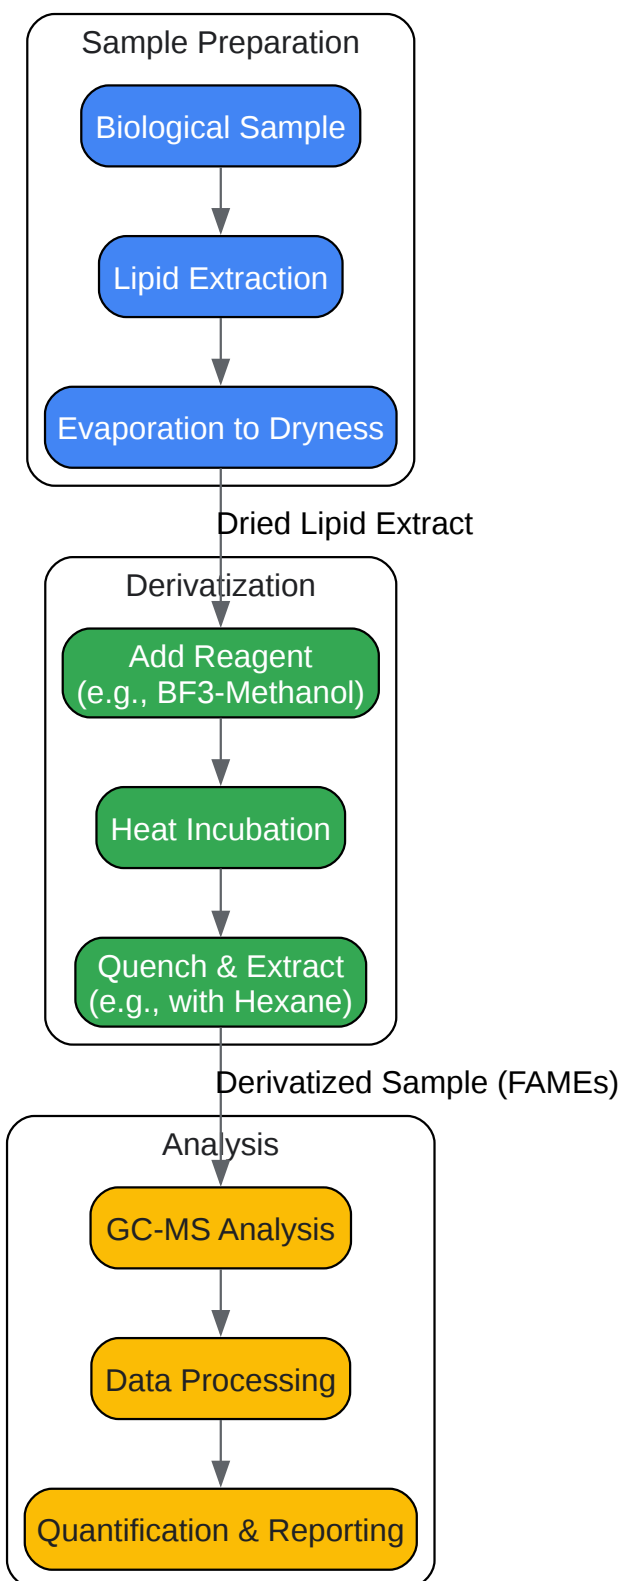 Sample Preparation
Biological Sample
Lipid Extraction
Evaporation to Dryness
Dried Lipid Extract
Derivatization
Add Reagent
(e.g., BF3-Methanol)
Heat Incubation
Quench & Extract
(e.g., with Hexane)
Derivatized Sample (FAMEs)
Analysis
GC-MS Analysis
Data Processing
Quantification & Reporting